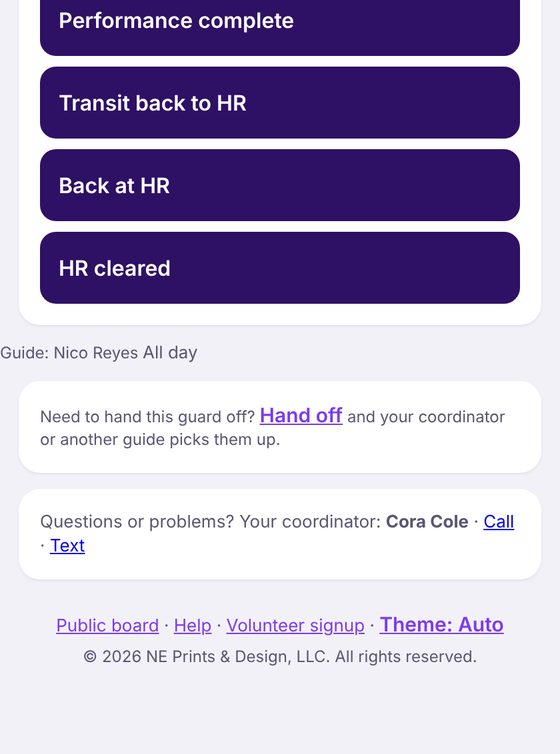 Performance complete
Transit back to HR
Back at HR
HR cleared
Guide: Nico Reyes All day
Need to hand this guard off? Hand off and your coordinator
or another guide picks them up.
Questions or problems? Your coordinator: Cora Cole · Call
· Text
Public board · Help · Volunteer signup · Theme: Auto
© 2026 NE Prints & Design, LLC. All rights reserved.